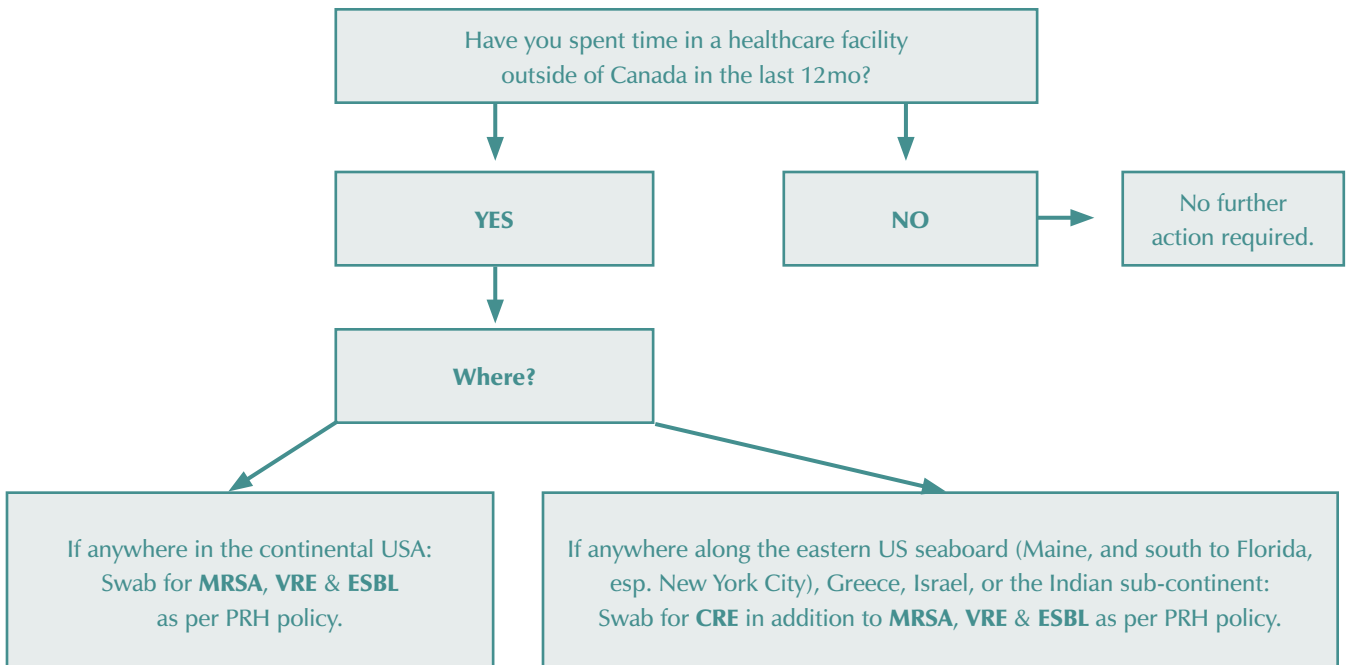 Have you spent time in a healthcare facility
outside of Canada in the last 12mo?
YES
NO
No further
action required.
Where?
If anywhere in the continental USA:
Swab for MRSA, VRE & ESBL
as per PRH policy.
If anywhere along the eastern US seaboard (Maine, and south to Florida,
esp. New York City), Greece, Israel, or the Indian sub-continent:
Swab for CRE in addition to MRSA, VRE & ESBL as per PRH policy.